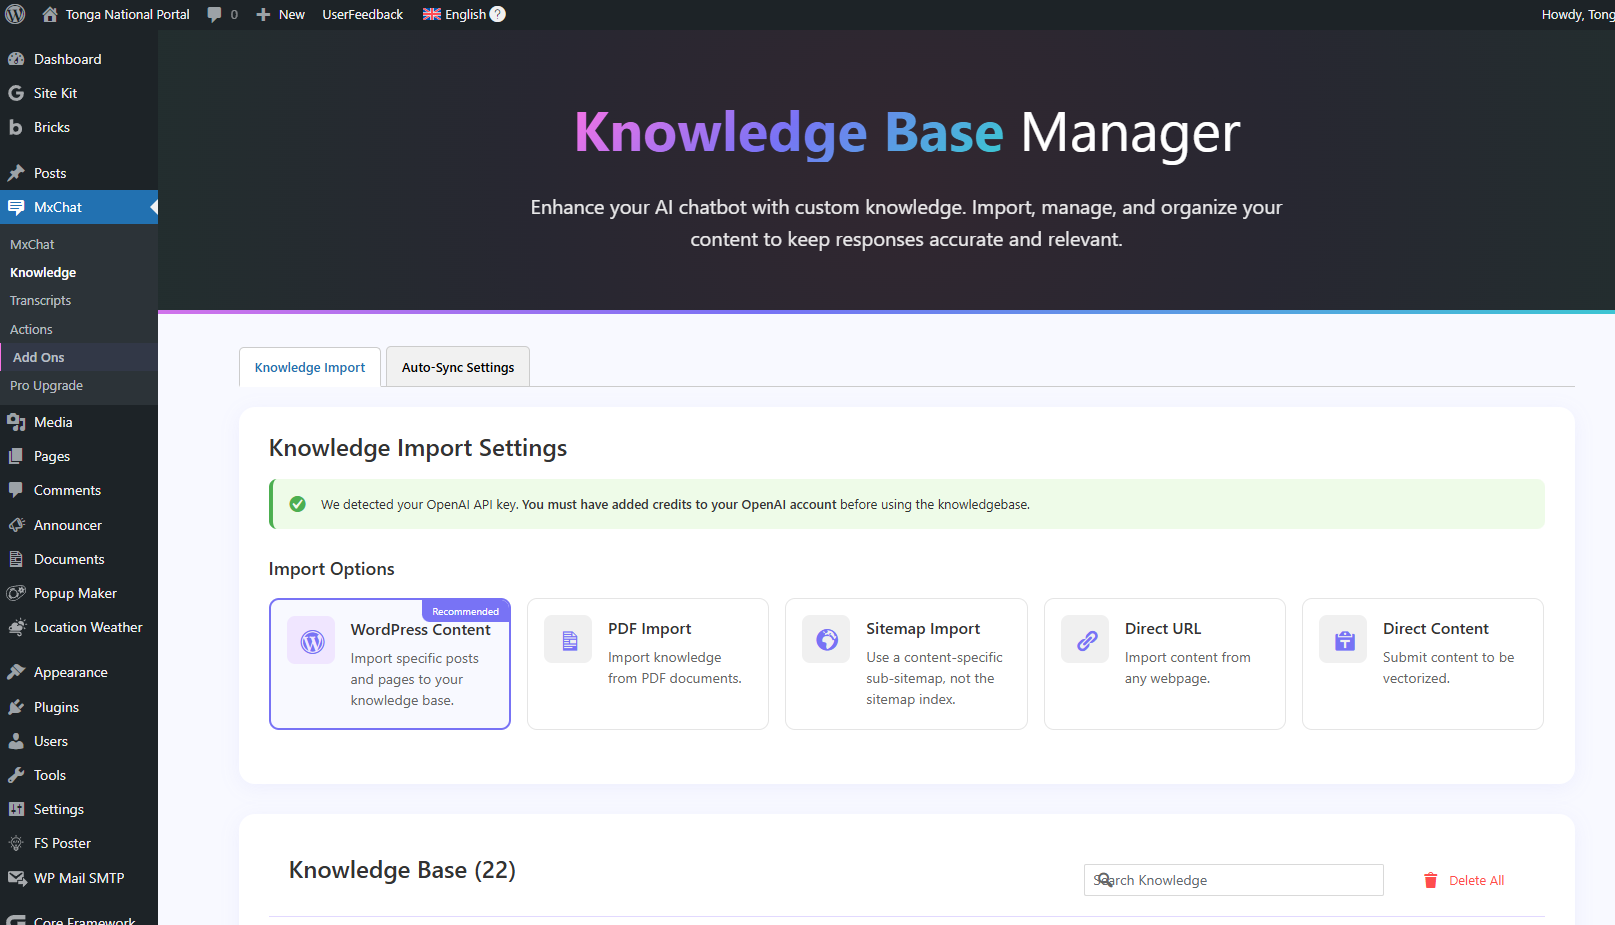 Tonga National Portal
0
New
UserFeedback
English
?
Howdy, Tong
Dashboard
Site Kit
Bricks
Posts
MxChat
MxChat
Knowledge
Transcripts
Actions
Add Ons
Pro Upgrade
Media
Pages
Comments
Announcer
Documents
Popup Maker
Location Weather
Appearance
Plugins
Users
Tools
Settings
FS Poster
WP Mail SMTP
Core Framework
Knowledge Base Manager
Enhance your AI chatbot with custom knowledge. Import, manage, and organize your
content to keep responses accurate and relevant.
Knowledge Import
Auto-Sync Settings
Knowledge Import Settings
We detected your OpenAI API key. You must have added credits to your OpenAI account before using the knowledgebase.
Import Options
Recommended
WordPress Content
Import specific posts
and pages to your
knowledge base.
PDF Import
Import knowledge
from PDF documents.
Sitemap Import
Use a content-specific
sub-sitemap, not the
sitemap index.
Direct URL
Import content from
any webpage.
Direct Content
Submit content to be
vectorized.
Knowledge Base (22)
Search Knowledge
Delete All